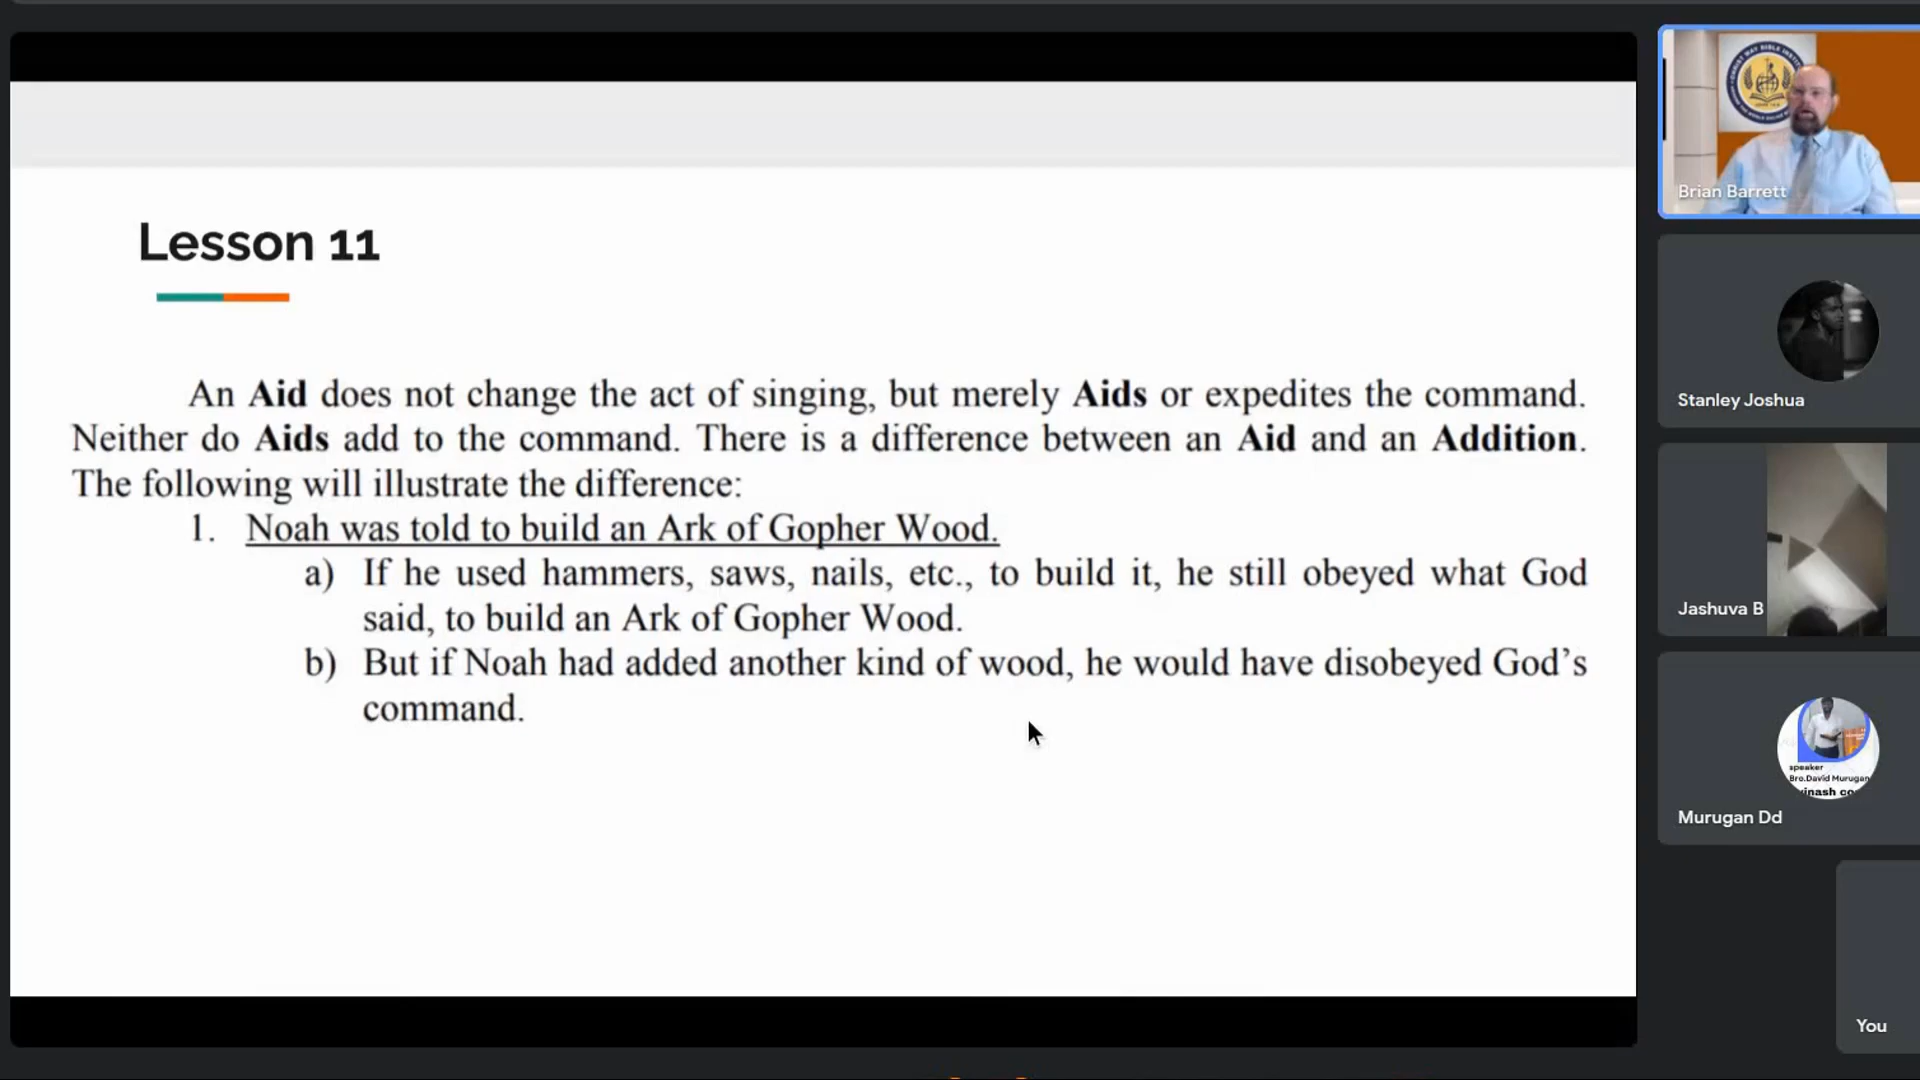 Lesson 11
An Aid does not change the act of singing, but merely Aids or expedites the command.
Neither do Aids add to the command. There is a difference between an Aid and an Addition.
The following will illustrate the difference:
1. Noah was told to build an Ark of Gopher Wood.
a) If he used hammers, saws, nails, etc., to build it, he still obeyed what God
said, to build an Ark of Gopher Wood.
b) But if Noah had added another kind of wood, he would have disobeyed God's
command.
Brian Barrett
Stanley Joshua
Jashuva B
speaker
Bro.David Murugan
Murugan Dd
You